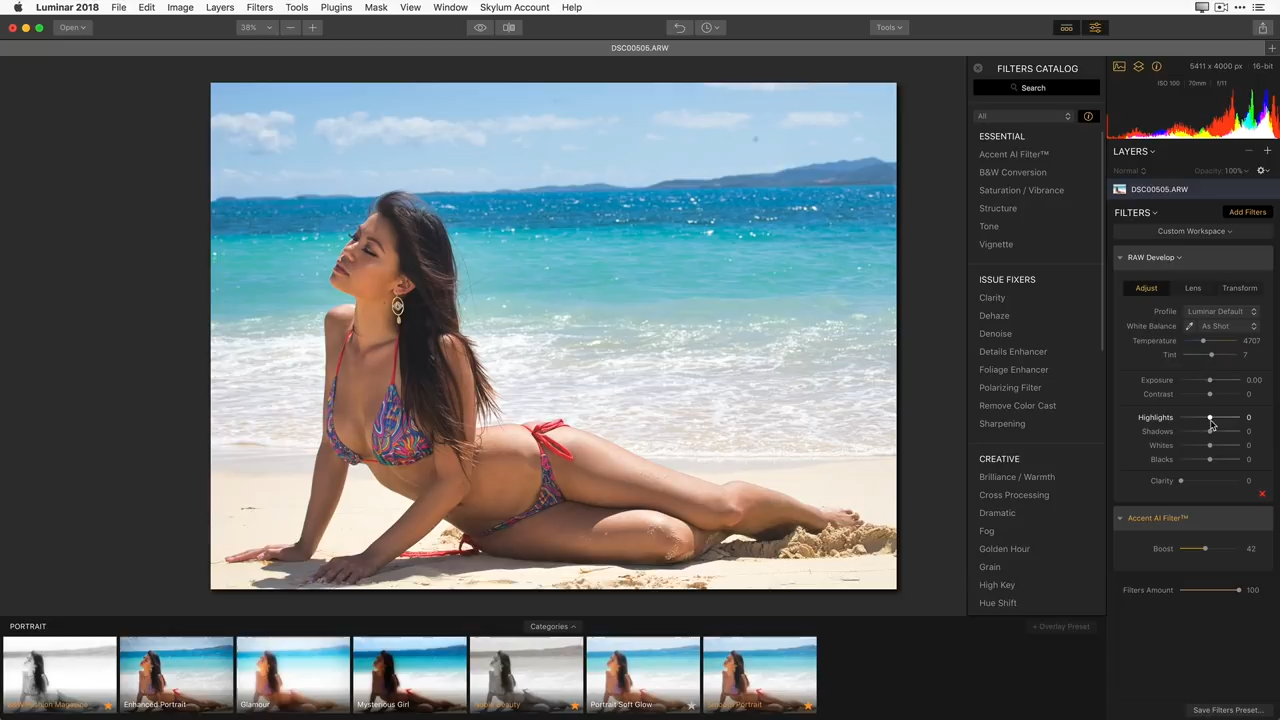 Luminar 2018 File Edit Image Layers Filters Tools Plugins Mask View Window Skylum Account Help
Open 38% Tools
DSC00505.ARW
FILTERS CATALOG
Search
All
ESSENTIAL
Accent AI Filter™
B&W Conversion
Saturation / Vibrance
Structure
Tone
Vignette
ISSUE FIXERS
Clarity
Dehaze
Denoise
Details Enhancer
Foliage Enhancer
Polarizing Filter
Remove Color Cast
Sharpening
CREATIVE
Brilliance / Warmth
Cross Processing
Dramatic
Fog
Golden Hour
Grain
High Key
Hue Shift
5411 x 4000 px 16-bit
ISO 100 70mm f/11
LAYERS
Normal Opacity: 100%
DSC00505.ARW
FILTERS Add Filters
Custom Workspace
RAW Develop
Adjust Lens Transform
Profile Luminar Default
White Balance As Shot
Temperature 4707
Tint 7
Exposure 0.00
Contrast 0
Highlights 0
Shadows 0
Whites 0
Blacks 0
Clarity 0
Accent AI Filter™
Boost 42
Filters Amount 100
Save Filters Preset...
PORTRAIT Categories + Overlay Preset
Fashion Magazine Enhanced Portrait Glamour Mysterious Girl Noble Beauty Portrait Soft Glow Smooth Portrait